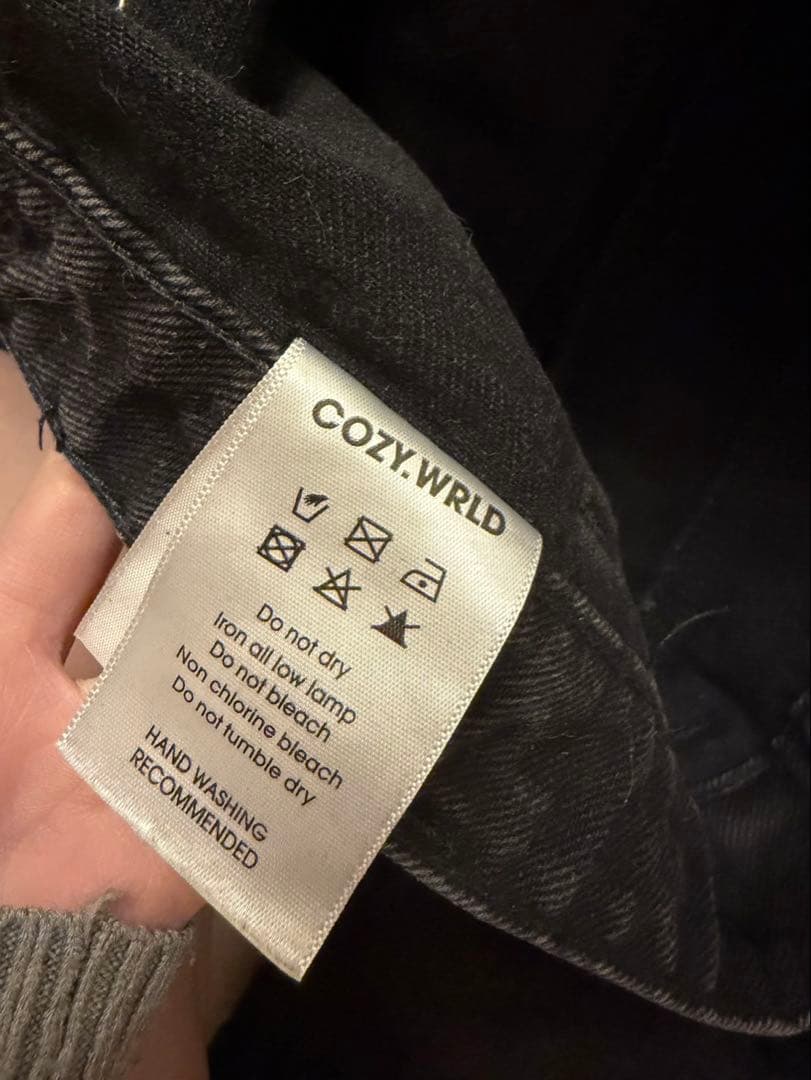 COZY.WRLD
Do not dry
Iron all low lamp
Do not bleach
Non chlorine bleach
Do not tumble dry
HAND WASHING
RECOMMENDED